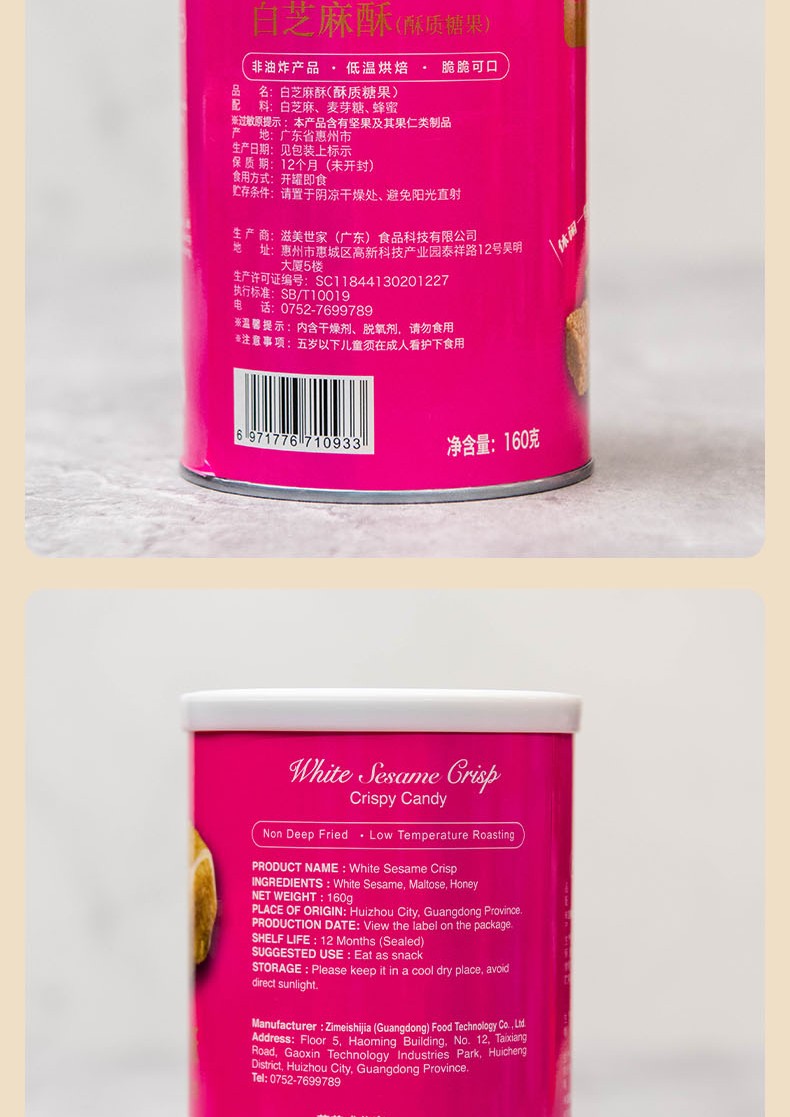 白芝麻酥(酥质糖果)
非油炸产品 · 低温烘焙 · 脆脆可口
品 名：白芝麻酥(酥质糖果)
配 料：白芝麻、麦芽糖、蜂蜜
※过敏原提示：本产品含有坚果及其果仁类制品
产 地：广东省惠州市
生产日期：见包装上标示
保 质 期：12个月（未开封）
食用方式：开罐即食
贮存条件：请置于阴凉干燥处、避免阳光直射
生 产 商：滋美世家（广东）食品科技有限公司
地 址：惠州市惠城区高新科技产业园泰祥路12号昊明
大厦5楼
生产许可证编号：SC11844130201227
执行标准：SB/T10019
电 话：0752-7699789
※温馨提示：内含干燥剂、脱氧剂，请勿食用
※注意事项：五岁以下儿童须在成人看护下食用
6 971776 710933
净含量：160克
休闲一
White Sesame Crisp
Crispy Candy
Non Deep Fried · Low Temperature Roasting
PRODUCT NAME : White Sesame Crisp
INGREDIENTS : White Sesame, Maltose, Honey
NET WEIGHT : 160g
PLACE OF ORIGIN: Huizhou City, Guangdong Province.
PRODUCTION DATE: View the label on the package.
SHELF LIFE : 12 Months (Sealed)
SUGGESTED USE : Eat as snack
STORAGE : Please keep it in a cool dry place, avoid
direct sunlight.
Manufacturer : Zimeishijia (Guangdong) Food Technology Co. , Ltd.
Address: Floor 5, Haoming Building, No. 12, Taixiang
Road, Gaoxin Technology Industries Park, Huicheng
District, Huizhou City, Guangdong Province.
Tel: 0752-7699789